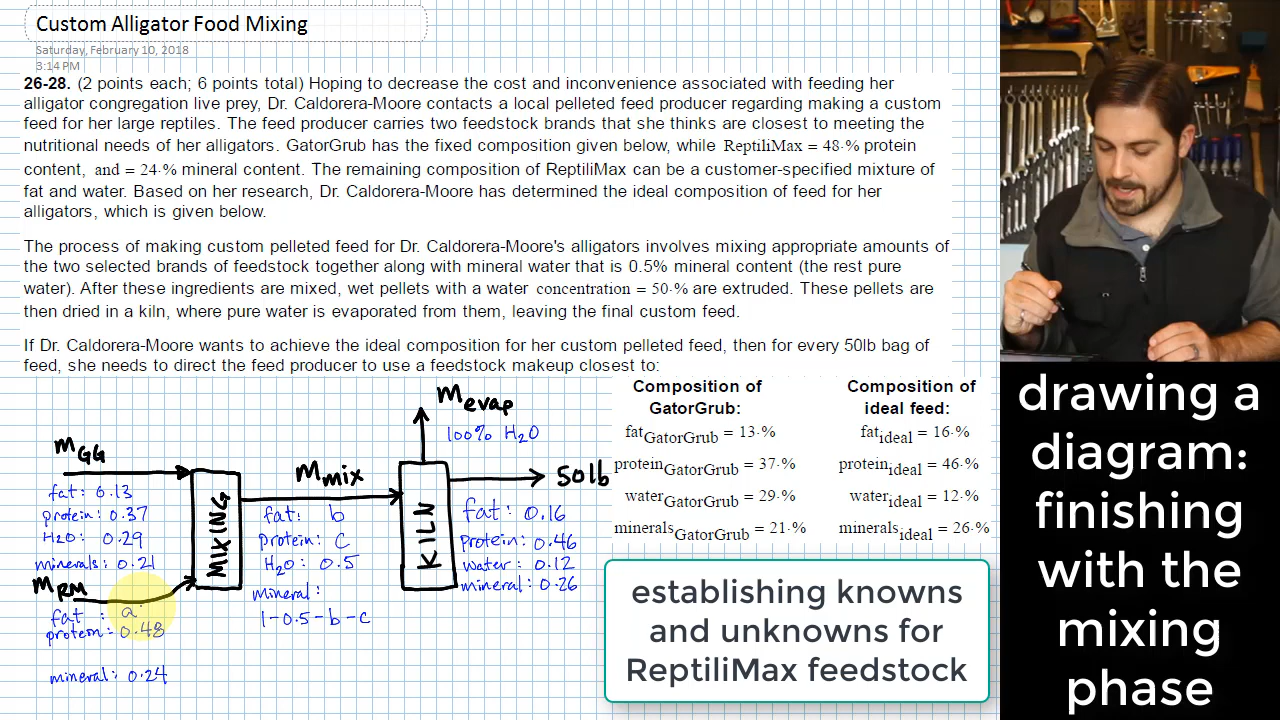 Custom Alligator Food Mixing
Saturday, February 10, 2018
3:14 PM
26-28. (2 points each; 6 points total) Hoping to decrease the cost and inconvenience associated with feeding her
alligator congregation live prey, Dr. Caldorera-Moore contacts a local pelleted feed producer regarding making a custom
feed for her large reptiles. The feed producer carries two feedstock brands that she thinks are closest to meeting the
nutritional needs of her alligators. GatorGrub has the fixed composition given below, while ReptiliMax = 48·% protein
content, and = 24·% mineral content. The remaining composition of ReptiliMax can be a customer-specified mixture of
fat and water. Based on her research, Dr. Caldorera-Moore has determined the ideal composition of feed for her
alligators, which is given below.
The process of making custom pelleted feed for Dr. Caldorera-Moore's alligators involves mixing appropriate amounts of
the two selected brands of feedstock together along with mineral water that is 0.5% mineral content (the rest pure
water). After these ingredients are mixed, wet pellets with a water concentration = 50·% are extruded. These pellets are
then dried in a kiln, where pure water is evaporated from them, leaving the final custom feed.
If Dr. Caldorera-Moore wants to achieve the ideal composition for her custom pelleted feed, then for every 50lb bag of
feed, she needs to direct the feed producer to use a feedstock makeup closest to:
Composition of
GatorGrub:
fat GatorGrub = 13·%
protein GatorGrub = 37·%
water GatorGrub = 29·%
minerals GatorGrub = 21·%
Composition of
ideal feed:
fat ideal = 16·%
protein ideal = 46·%
water ideal = 12·%
minerals ideal = 26·%
MGG
fat: 0.13
protein: 0.37
H2O: 0.29
minerals: 0.21
MRM
fat : a
protein: 0.48
mineral: 0.24
MIXING
Mmix
fat: b
protein: c
H2O: 0.5
mineral:
1-0.5-b-c
KILN
Mevap
100% H2O
50lb
fat: 0.16
protein: 0.46
water: 0.12
mineral: 0.26
establishing knowns
and unknowns for
ReptiliMax feedstock
drawing a
diagram:
finishing
with the
mixing
phase